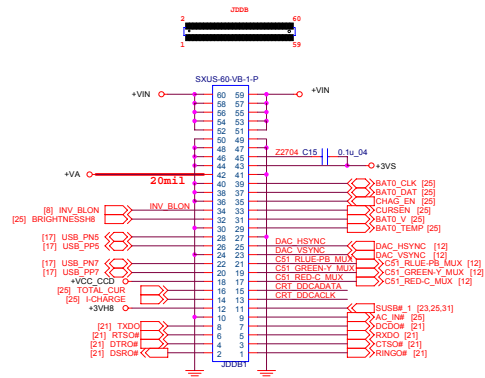 JDDB
2 60
1 59
SXUS-60-VB-1-P
+VIN 60 59 +VIN
58 57
56 55
54 53
52 51
50 49
48 47
46 45 Z2704 C15 0.1u_04
44 43 +3VS
+VA 42 41
20mil 40 39 BAT0_CLK [25]
38 37 BAT0_DAT [25]
36 35 CHAG_EN [25]
[8] INV_BLON INV_BLON 34 33 CURSEN [25]
[25] BRIGHTNESSH8 32 31 BAT0_V [25]
30 29 BAT0_TEMP [25]
[17] USB_PN5 28 27 DAC_HSYNC DAC_HSYNC [12]
[17] USB_PP5 26 25 DAC_VSYNC DAC_VSYNC [12]
24 23 C51_RLUE-PB_MUX C51_RLUE-PB_MUX [12]
[17] USB_PN7 22 21 C51_GREEN-Y_MUX C51_GREEN-Y_MUX [12]
[17] USB_PP7 20 19 C51_RED-C_MUX C51_RED-C_MUX [12]
+VCC_CCD 18 17
[25] TOTAL_CUR 16 15 CRT_DDCADATA
[25] I-CHARGE 14 13 CRT_DDCACLK
+3VH8 12 11 SUSB#_1 [23,25,31]
10 9 AC_IN# [25]
[21] TXDO 8 7 DCDO# [21]
[21] RTSO# 6 5 RXDO [21]
[21] DTRO# 4 3 CTSO# [21]
[21] DSRO# 2 1 RINGO# [21]
JDDB1